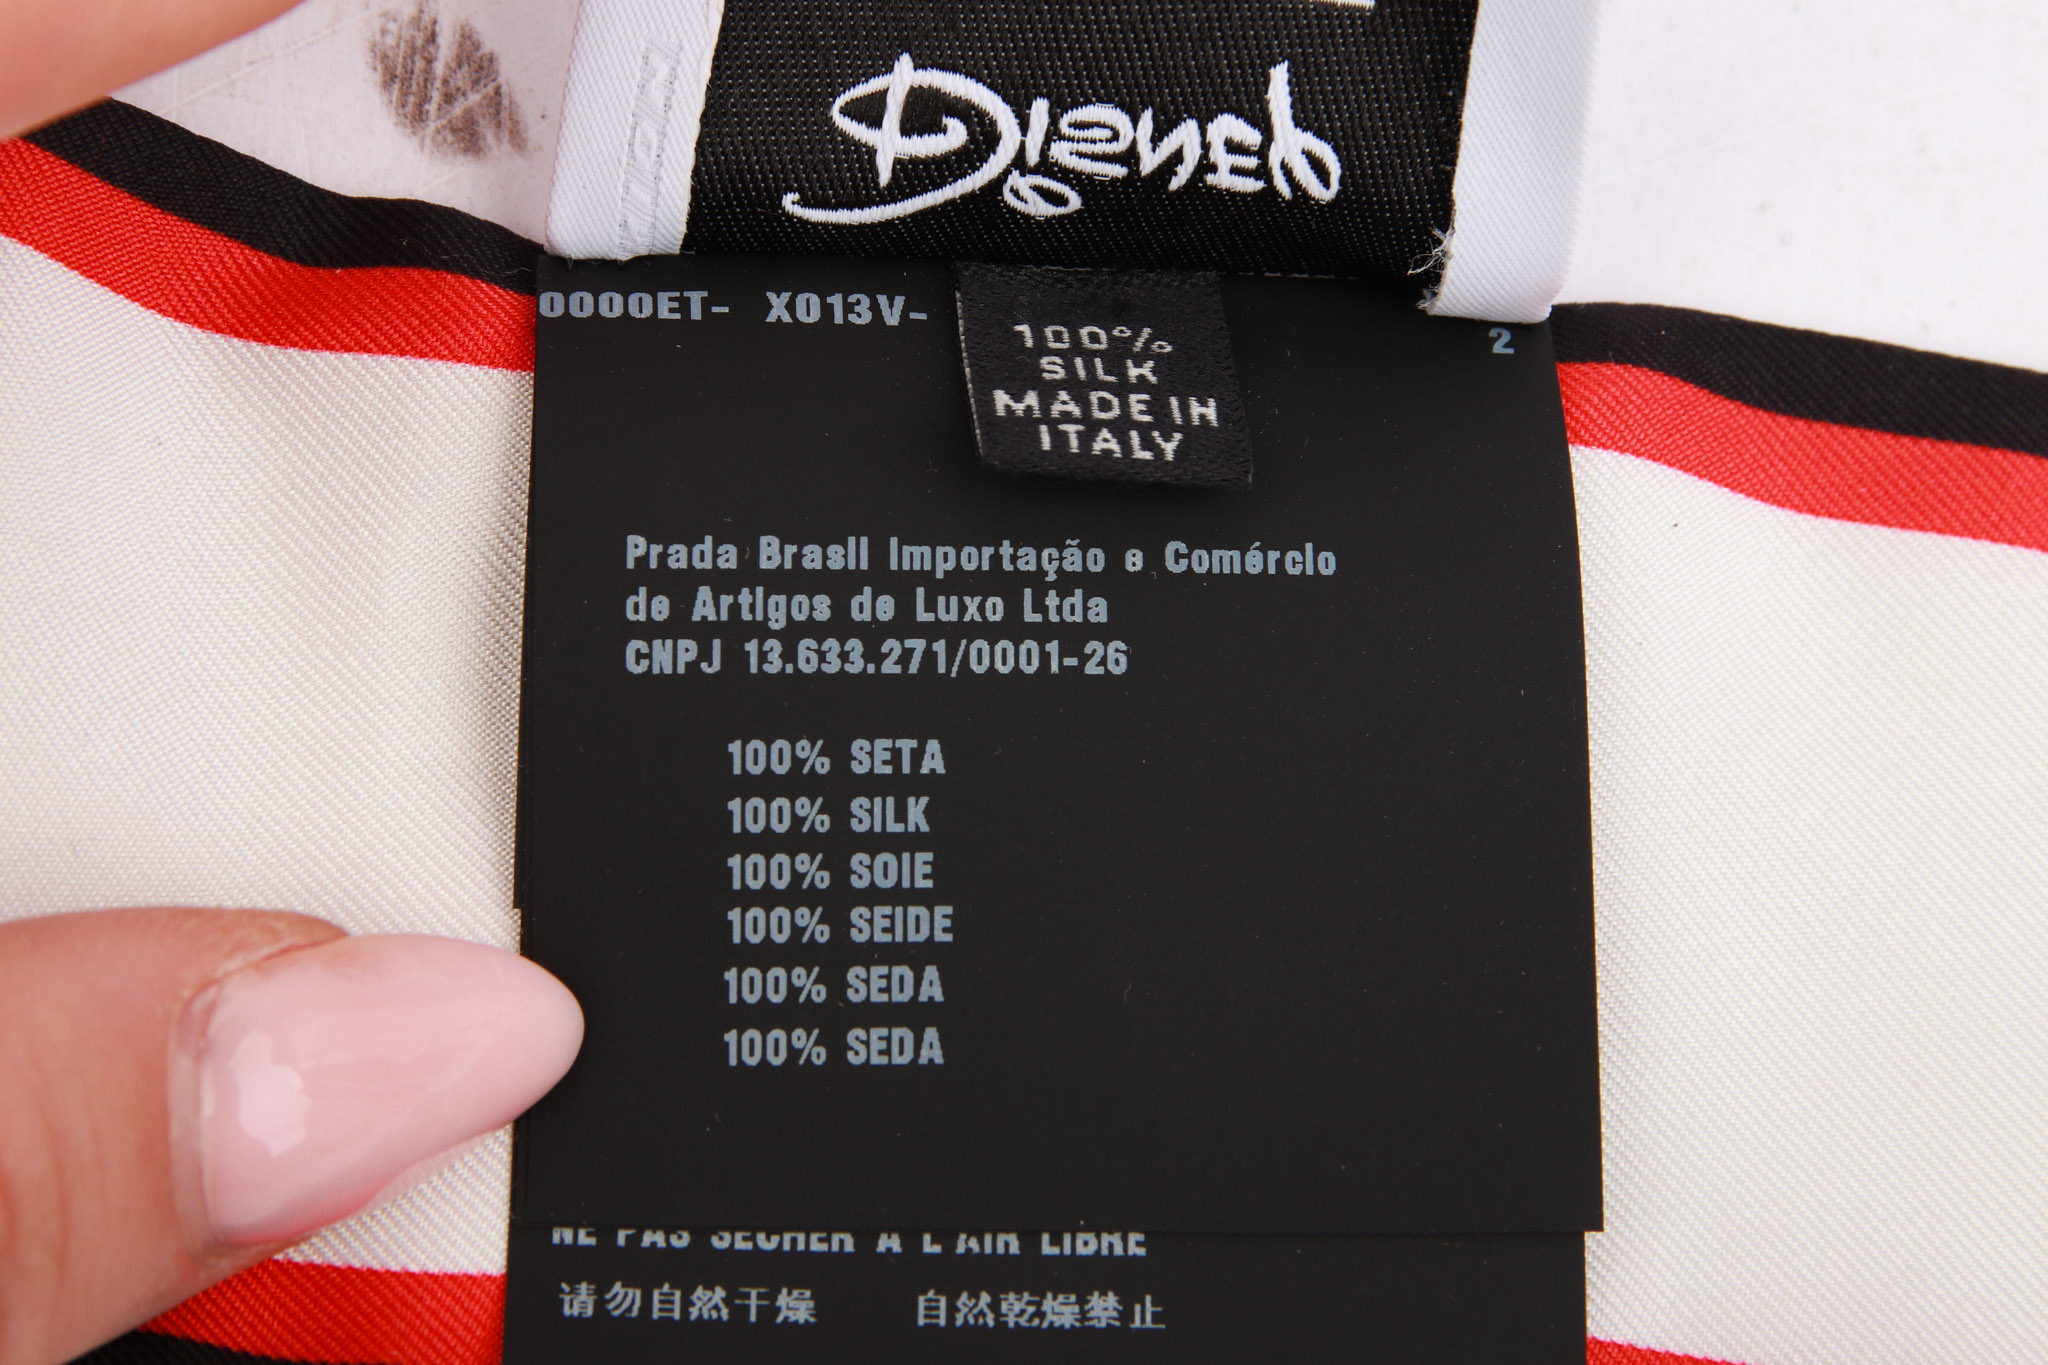 Disney
0000ET- X013V-
2
100%
SILK
MADE IN
ITALY
Prada Brasil Importação e Comércio
de Artigos de Luxo Ltda
CNPJ 13.633.271/0001-26
100% SETA
100% SILK
100% SOIE
100% SEIDE
100% SEDA
100% SEDA
NE PAS SECHER A L'AIR LIBRE
请勿自然干燥 自然乾燥禁止